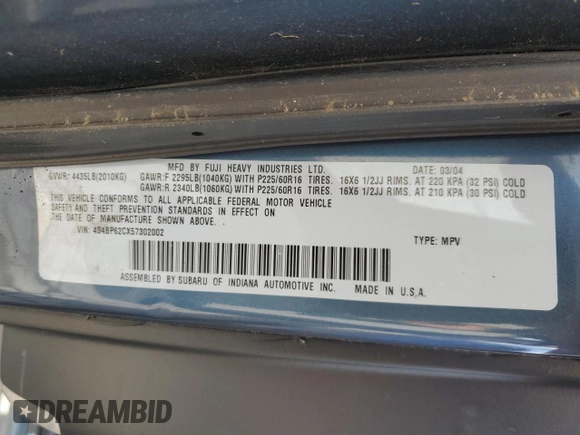 MFD BY FUJI HEAVY INDUSTRIES LTD. DATE: 03/04
GVWR: 4435LB(2010KG) GAWR:F 2295LB(1040KG) WITH P225/60R16 TIRES. 16X6 1/2JJ RIMS. AT 220 KPA (32 PSI) COLD
GAWR:R 2340LB(1060KG) WITH P225/60R16 TIRES. 16X6 1/2JJ RIMS. AT 210 KPA (30 PSI) COLD
THIS VEHICLE CONFORMS TO ALL APPLICABLE FEDERAL MOTOR VEHICLE
SAFETY AND THEFT PREVENTION STANDARDS IN EFFECT ON
THE DATE OF MANUFACTURE SHOWN ABOVE.
VIN: 4S4BP62CX57302002 TYPE: MPV
ASSEMBLED BY SUBARU OF INDIANA AUTOMOTIVE INC. MADE IN U.S.A.
DREAMBID